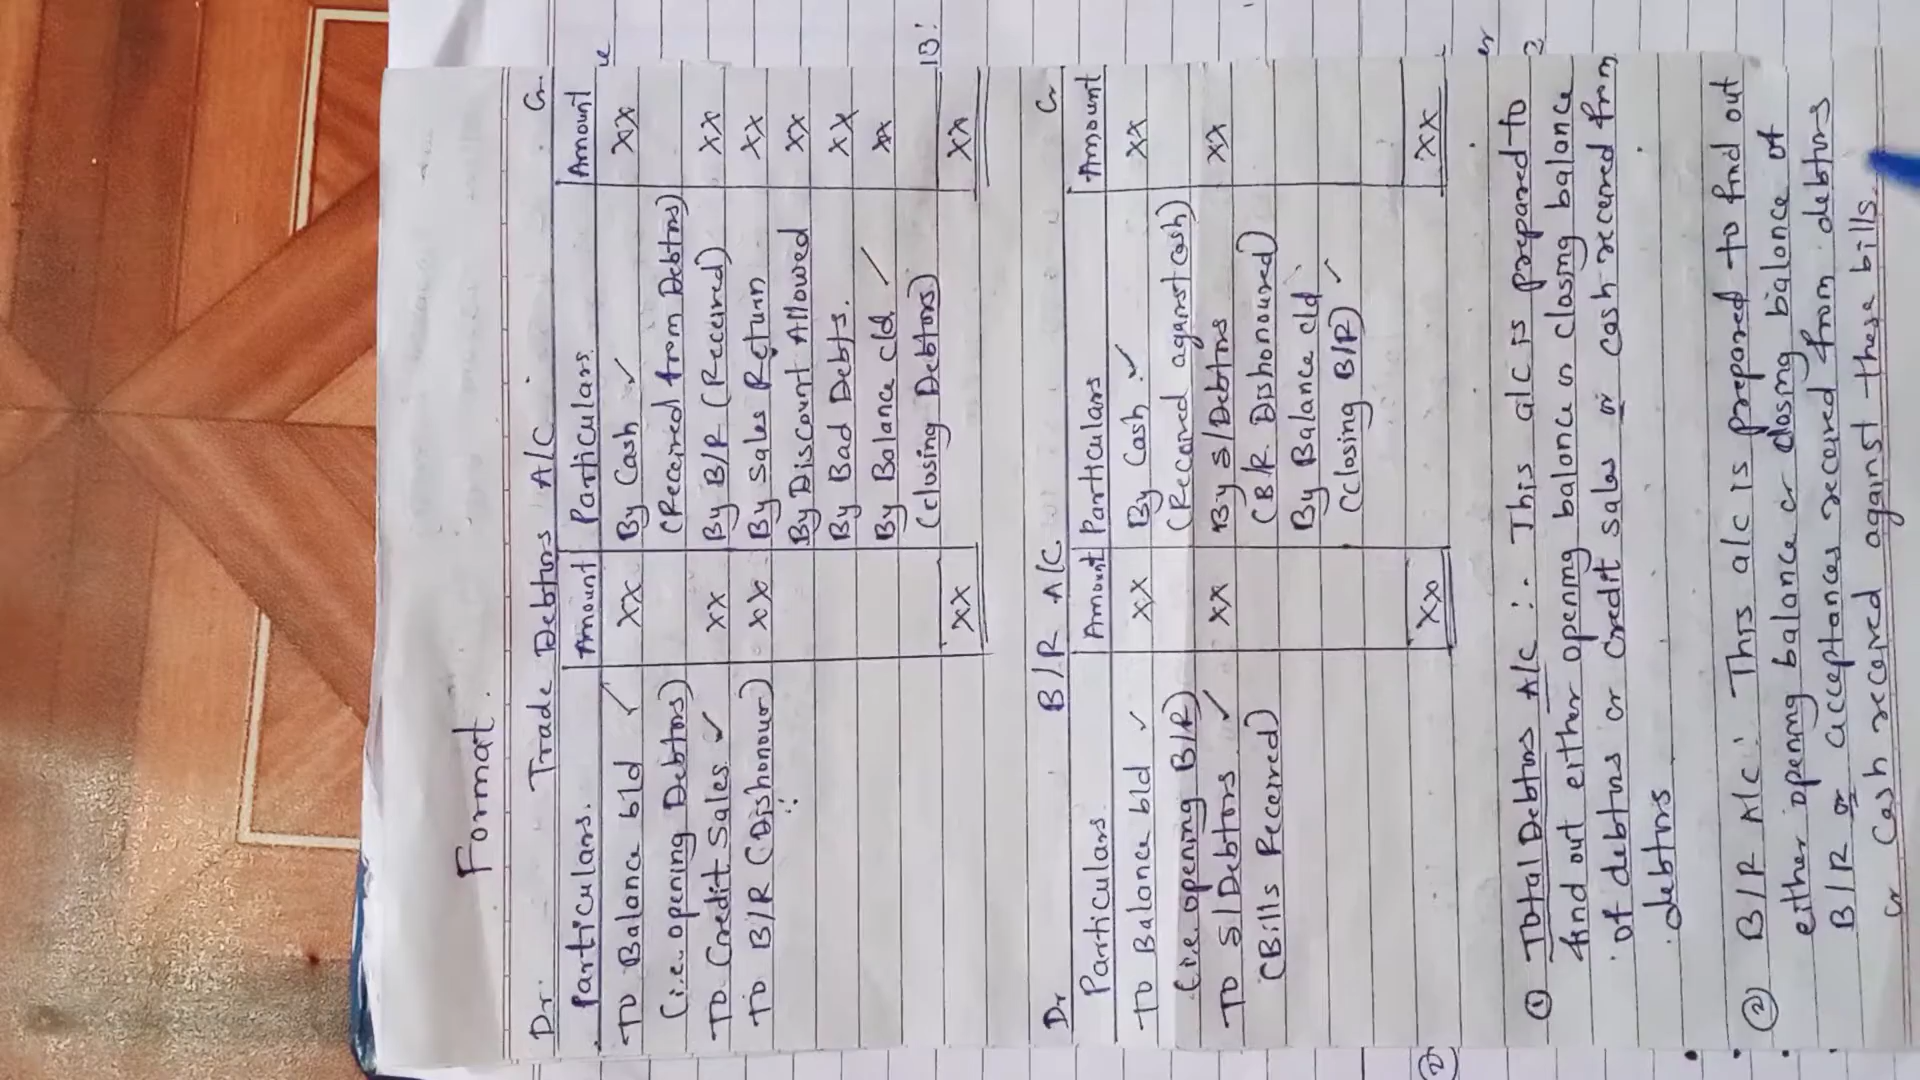 Format.
Dr. Trade Debtors A/C Cr.
Particulars. Amount Particulars. Amount
To Balance b/d ✓ xx By Cash ✓ xx
(i.e. opening Debtors) (Received from Debtors)
To Credit Sales. ✓ xx By B/R (Received) xx
To B/R (Dishonour) xx By Sales Return xx
By Discount Allowed xx
By Bad Debts. xx
By Balance c/d. ✓ xx
(closing Debtors)
xx xx
B/R A/C
Dr Cr
Particulars Amount Particulars Amount
To Balance b/d ✓ xx By Cash. ✓ xx
(i.e. opening B/R) (Received against cash)
To S/Debtors. ✓ xx By S/Debtors xx
(Bills Received) (B/R Dishonoured)
By Balance c/d
(closing B/R) ✓
xx xx
① Total Debtors A/C : This a/c is prepared to
find out either opening balance or closing balance
of debtors or credit sales or cash received from
debtors
② B/R A/C: This a/c is prepared to find out
either opening balance or closing balance of
B/R or acceptances received from debtors
or cash received against these bills.